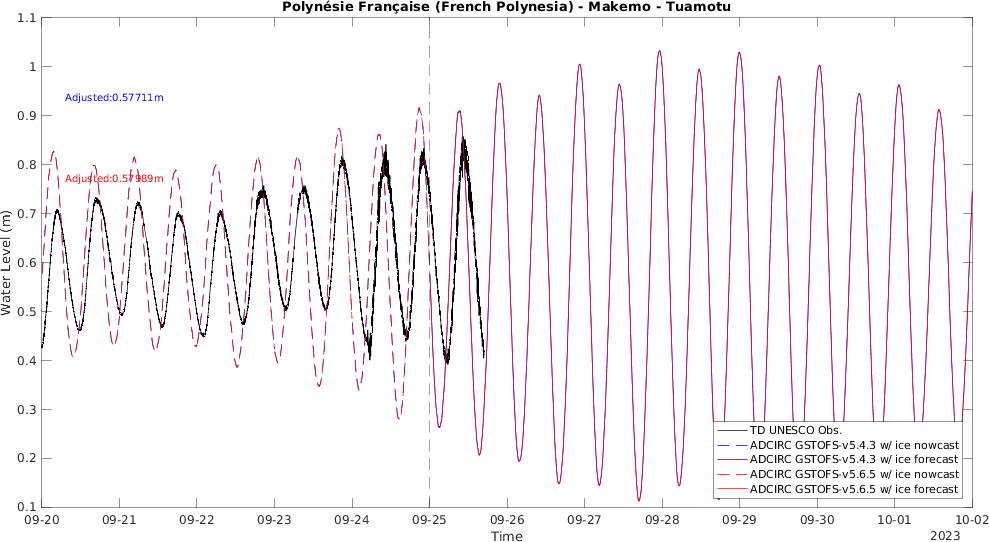 Polynésie Française (French Polynesia) - Makemo - Tuamotu
1.1
1
0.9
0.8
0.7
0.6
0.5
0.4
0.3
0.2
0.1
Water Level (m)
Adjusted:0.57711m
Adjusted:0.57989m
TD UNESCO Obs.
ADCIRC GSTOFS-v5.4.3 w/ ice nowcast
ADCIRC GSTOFS-v5.4.3 w/ ice forecast
ADCIRC GSTOFS-v5.6.5 w/ ice nowcast
ADCIRC GSTOFS-v5.6.5 w/ ice forecast
09-20 09-21 09-22 09-23 09-24 09-25 09-26 09-27 09-28 09-29 09-30 10-01 10-02
Time
2023